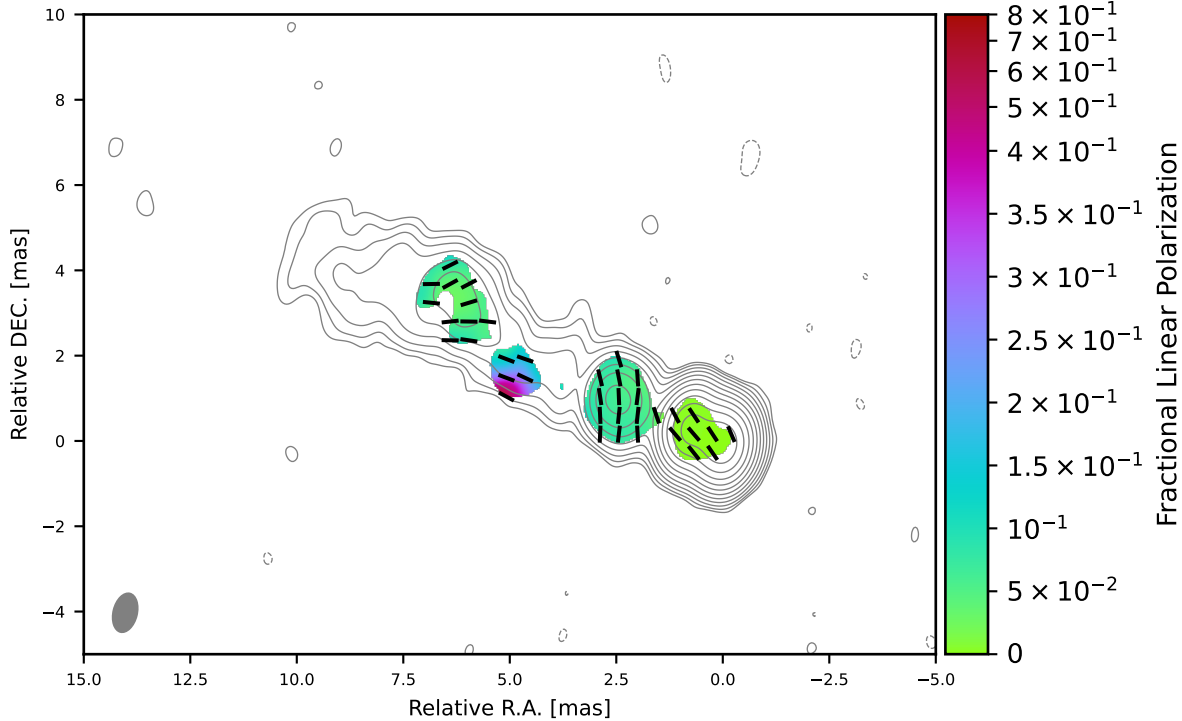 10
8
6
4
2
0
−2
−4
15.0
12.5
10.0
7.5
5.0
2.5
0.0
−2.5
−5.0
Relative R.A. [mas]
Relative DEC. [mas]
8 × 10⁻¹
7 × 10⁻¹
6 × 10⁻¹
5 × 10⁻¹
4 × 10⁻¹
3.5 × 10⁻¹
3 × 10⁻¹
2.5 × 10⁻¹
2 × 10⁻¹
1.5 × 10⁻¹
10⁻¹
5 × 10⁻²
0
Fractional Linear Polarization